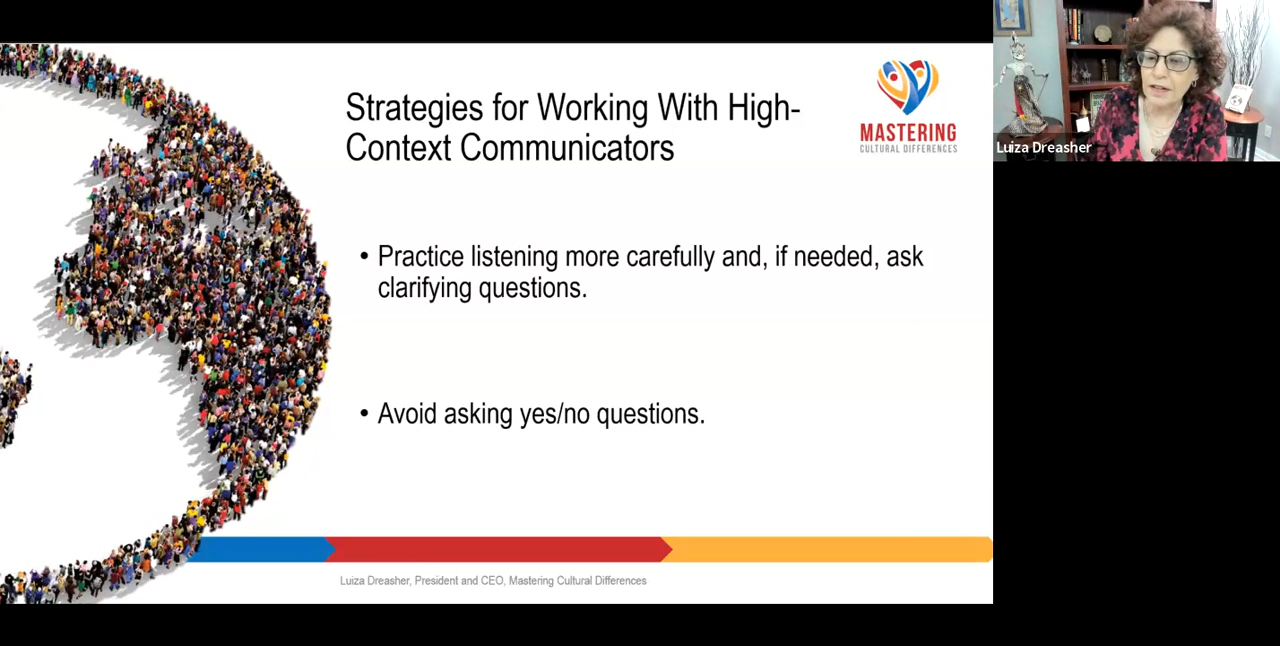 Strategies for Working With High-
Context Communicators
MASTERING
CULTURAL DIFFERENCES
Luiza Dreasher
• Practice listening more carefully and, if needed, ask
clarifying questions.
• Avoid asking yes/no questions.
Luiza Dreasher, President and CEO, Mastering Cultural Differences